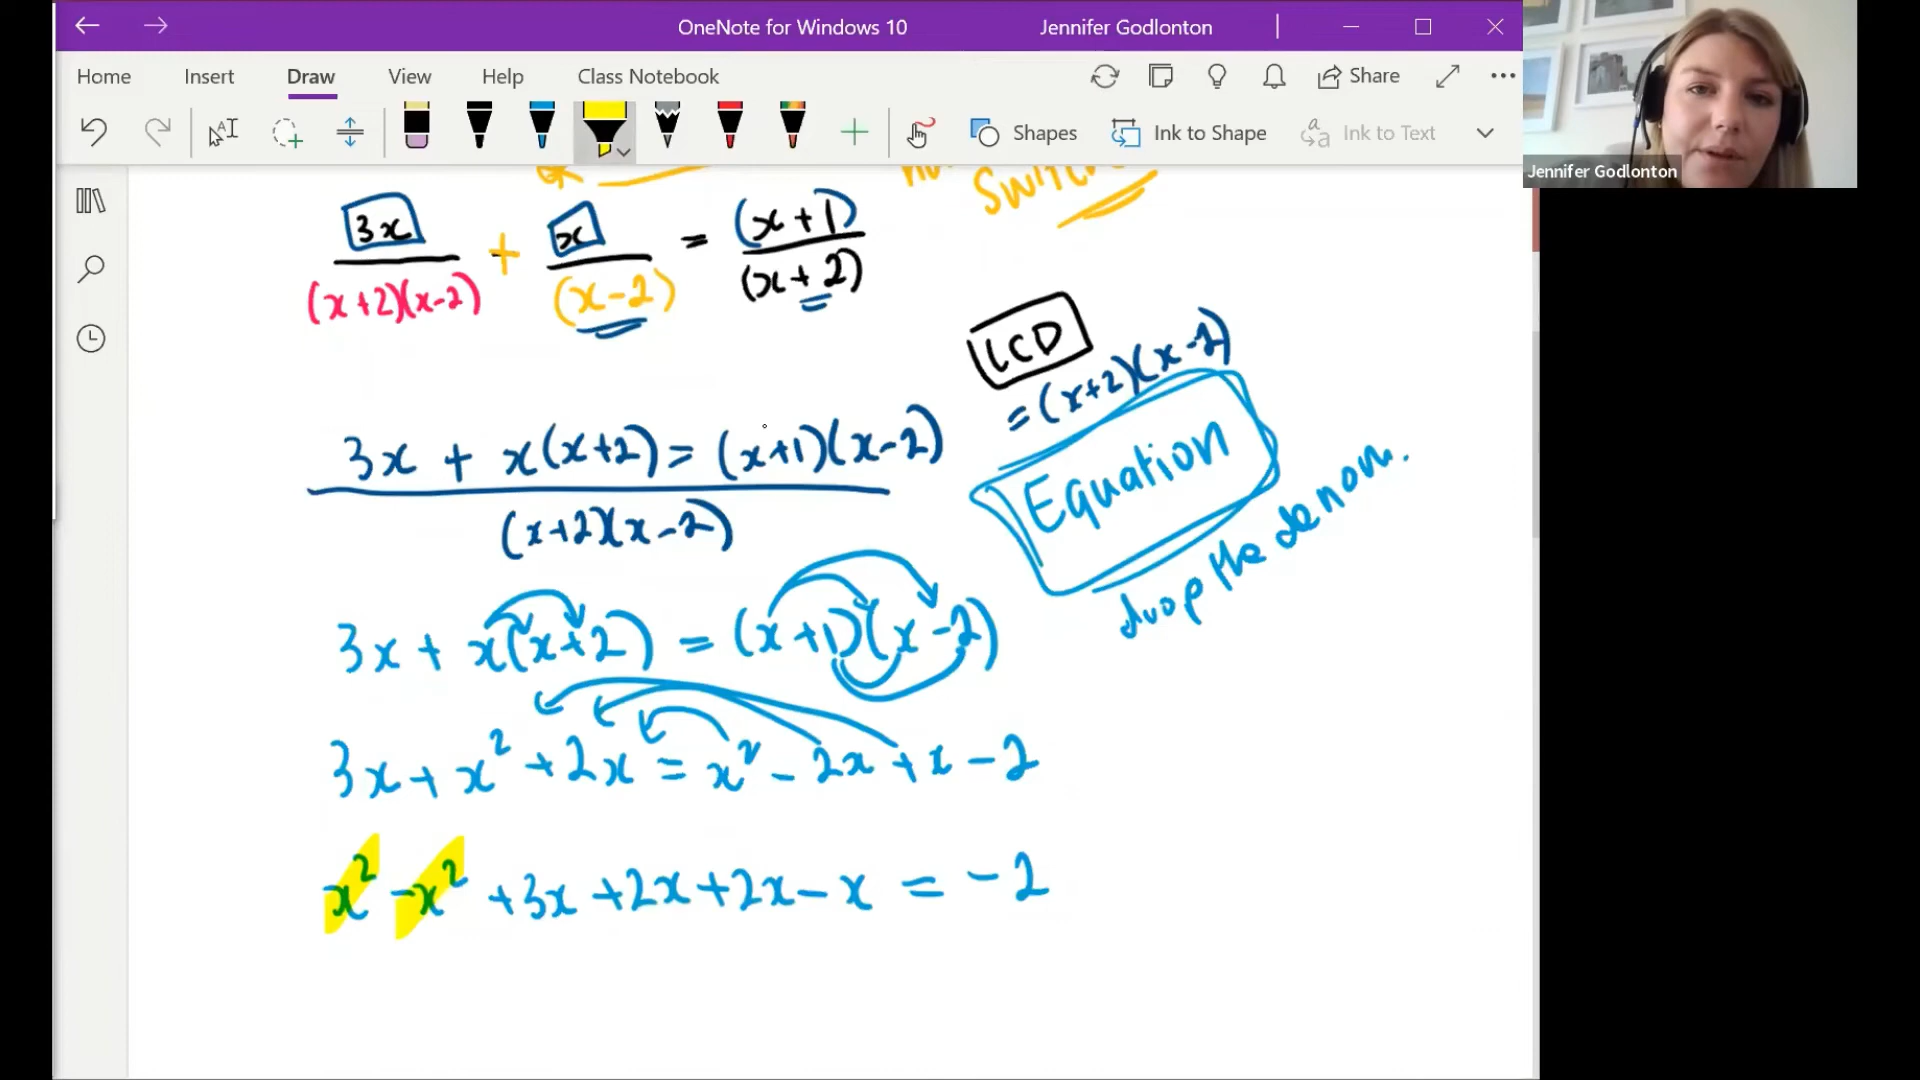 OneNote for Windows 10
Jennifer Godlonton
Home Insert Draw View Help Class Notebook Share
Shapes Ink to Shape Ink to Text
Jennifer Godlonton
3x/(x+2)(x-2) + x/(x-2) = (x+1)/(x+2)
LCD
= (x+2)(x-2)
3x + x(x+2) = (x+1)(x-2)
(x+2)(x-2)
Equation
drop the denom.
3x + x(x+2) = (x+1)(x-2)
3x + x² + 2x = x² - 2x + x - 2
x² - x² + 3x + 2x + 2x - x = -2